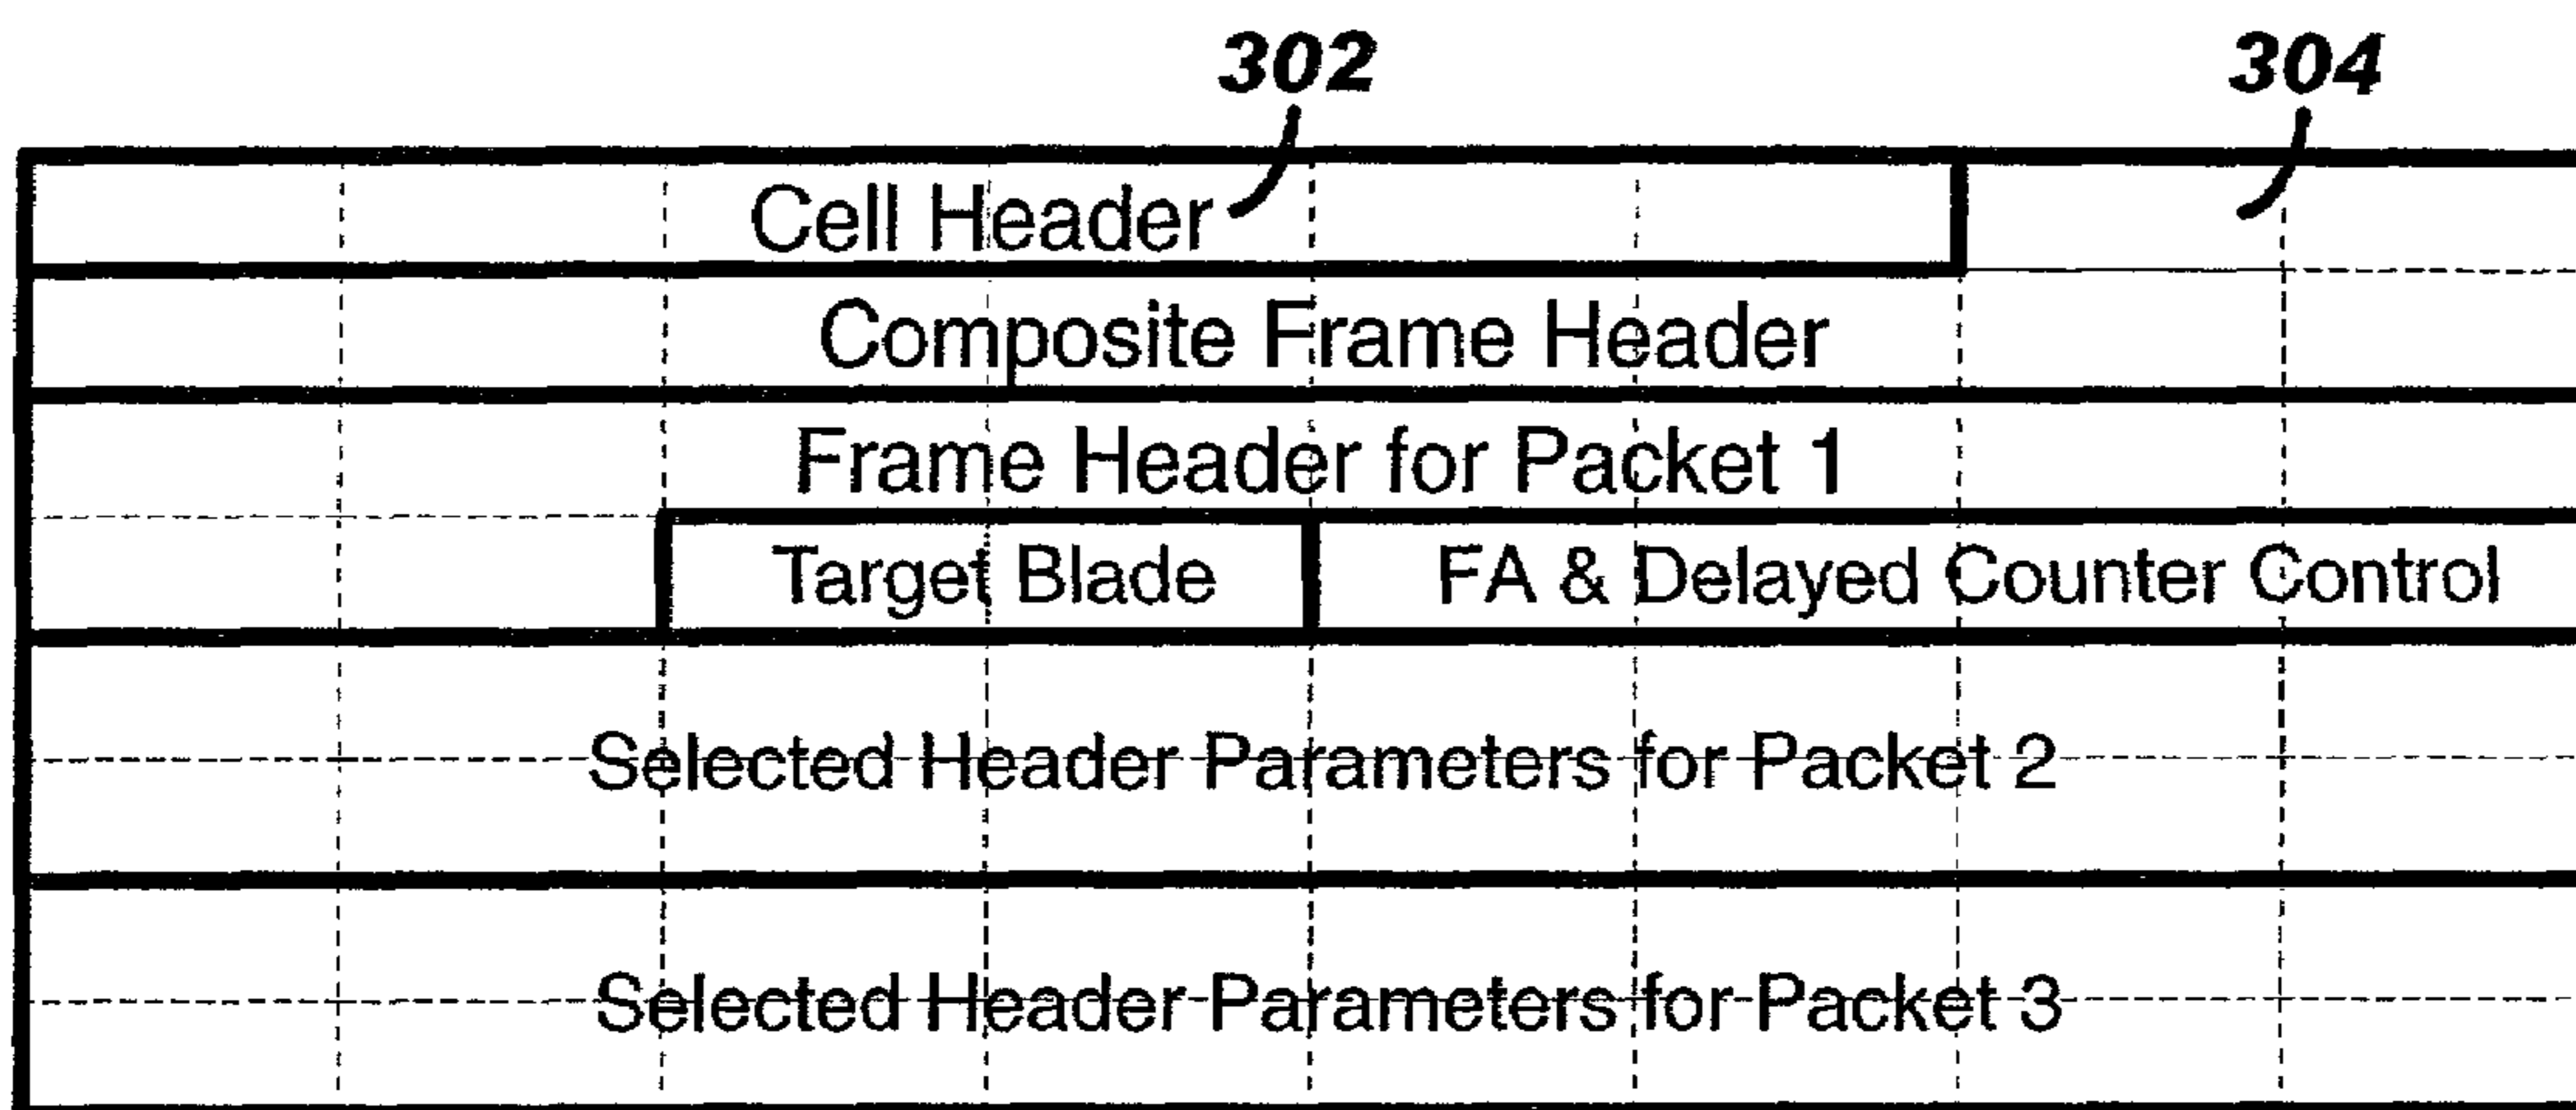 302 304
Cell Header
Composite Frame Header
Frame Header for Packet 1
Target Blade FA & Delayed Counter Control
Selected Header Parameters for Packet 2
Selected Header Parameters for Packet 3